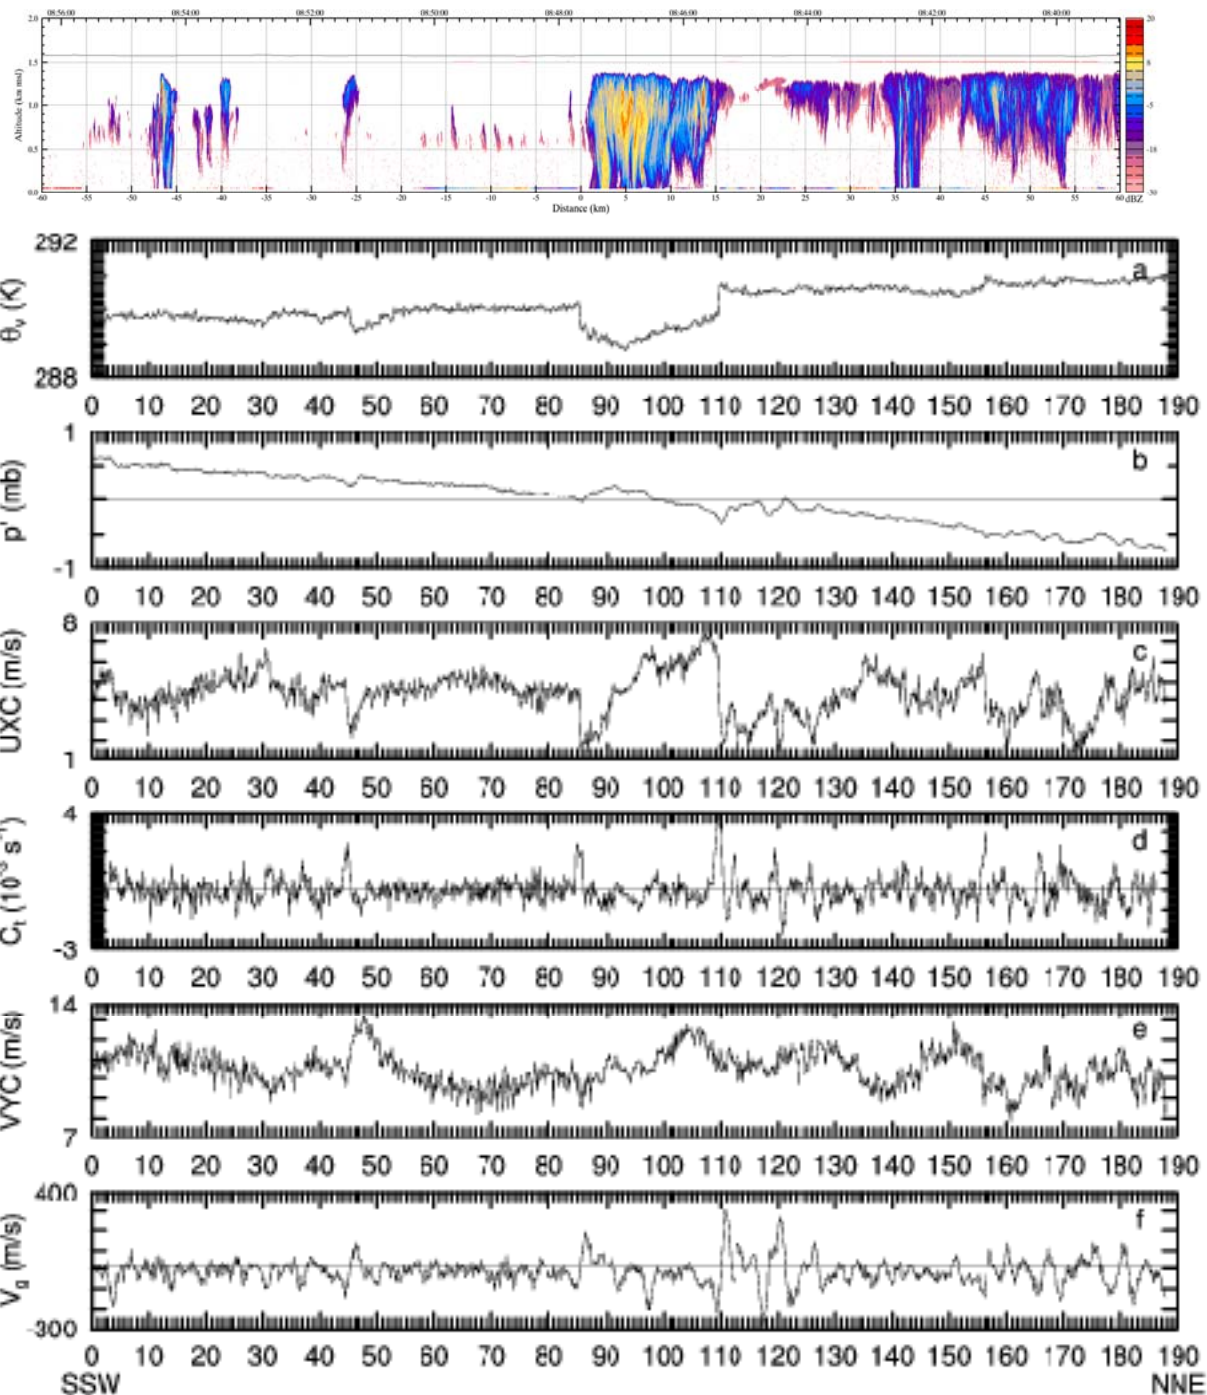 08:56:00 08:54:00 08:52:00 08:50:00 08:48:00 08:46:00 08:44:00 08:42:00 08:40:00
2.0 20
1.5 5
Altitude (km msl)
1.0 -5
0.5 -15
0.0 -30
-60 -55 -50 -45 -40 -35 -30 -25 -20 -15 -10 -5 0 5 10 15 20 25 30 35 40 45 50 55 60 dBZ
Distance (km)
292
a
θv (K)
288
0 10 20 30 40 50 60 70 80 90 100 110 120 130 140 150 160 170 180 190
1
b
p' (mb)
-1
0 10 20 30 40 50 60 70 80 90 100 110 120 130 140 150 160 170 180 190
8
c
UXC (m/s)
1
0 10 20 30 40 50 60 70 80 90 100 110 120 130 140 150 160 170 180 190
4
d
Ct (10⁻³ s⁻¹)
-3
0 10 20 30 40 50 60 70 80 90 100 110 120 130 140 150 160 170 180 190
14
e
VYC (m/s)
7
0 10 20 30 40 50 60 70 80 90 100 110 120 130 140 150 160 170 180 190
400
f
Vg (m/s)
-300
0 10 20 30 40 50 60 70 80 90 100 110 120 130 140 150 160 170 180 190
SSW NNE